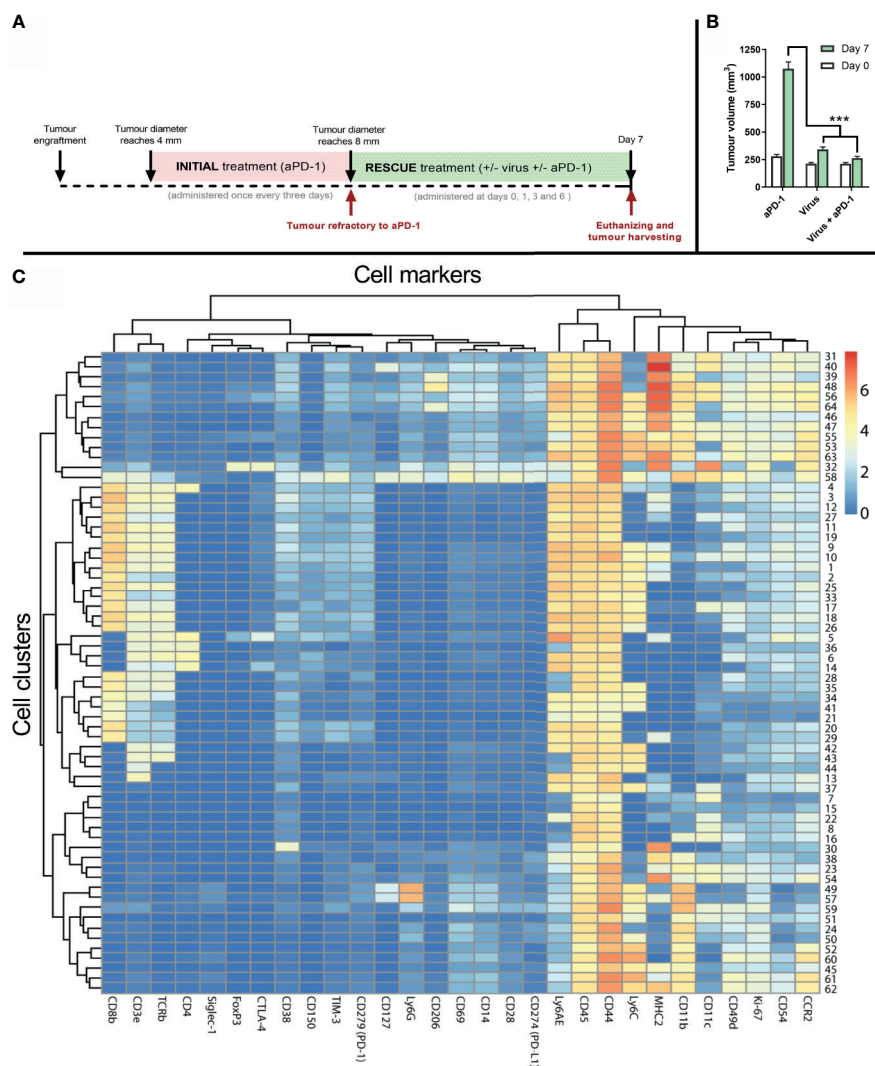 A
Tumour
engraftment
Tumour diameter
reaches 4 mm
Tumour diameter
reaches 8 mm
Day 7
INITIAL treatment (aPD-1)
RESCUE treatment (+/- virus +/- aPD-1)
(administered once every three days)
(administered at days 0, 1, 3 and 6 )
Tumour refractory to aPD-1
Euthanizing and
tumour harvesting
B
Tumour volume (mm3)
1250
1000
750
500
250
0
Day 7
Day 0
***
aPD-1
Virus
Virus + aPD-1
C
Cell markers
Cell clusters
31
40
39
48
56
64
46
47
55
53
63
32
58
4
3
12
27
11
19
9
10
1
2
25
33
17
18
26
5
36
6
14
28
35
34
41
21
20
29
42
43
44
13
37
7
15
22
8
16
30
38
23
54
49
57
59
51
24
50
52
60
45
61
62
6
4
2
0
CD8b
CD3e
TCRb
CD4
Siglec-1
FoxP3
CTLA-4
CD38
CD150
TIM-3
CD279 (PD-1)
CD127
Ly6G
CD206
CD69
CD14
CD28
CD274 (PD-L1)
Ly6AE
CD45
CD44
Ly6C
MHC2
CD11b
CD11c
CD49d
Ki-67
CD54
CCR2